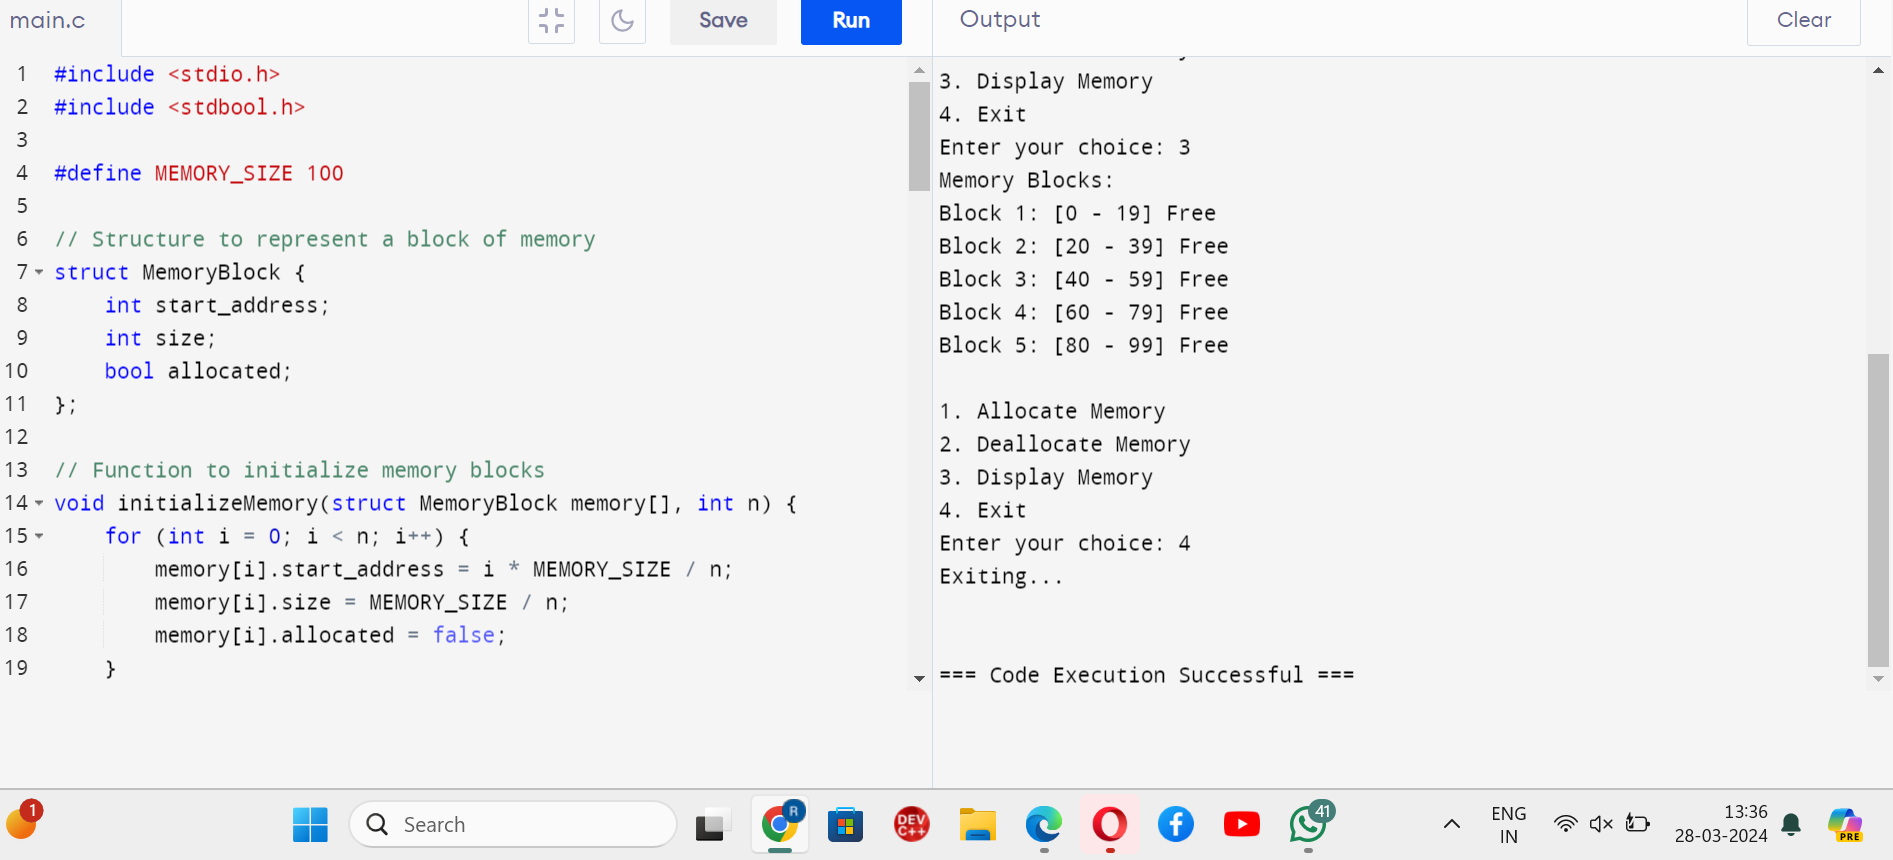 main.c
Save
Run
Output
Clear
1 #include <stdio.h>
2 #include <stdbool.h>
3
4 #define MEMORY_SIZE 100
5
6 // Structure to represent a block of memory
7 struct MemoryBlock {
8     int start_address;
9     int size;
10     bool allocated;
11 };
12
13 // Function to initialize memory blocks
14 void initializeMemory(struct MemoryBlock memory[], int n) {
15     for (int i = 0; i < n; i++) {
16         memory[i].start_address = i * MEMORY_SIZE / n;
17         memory[i].size = MEMORY_SIZE / n;
18         memory[i].allocated = false;
19     }
3. Display Memory
4. Exit
Enter your choice: 3
Memory Blocks:
Block 1: [0 - 19] Free
Block 2: [20 - 39] Free
Block 3: [40 - 59] Free
Block 4: [60 - 79] Free
Block 5: [80 - 99] Free
1. Allocate Memory
2. Deallocate Memory
3. Display Memory
4. Exit
Enter your choice: 4
Exiting...
=== Code Execution Successful ===
1
Search
R
DEV
C++
41
ENG
IN
13:36
28-03-2024
PRE